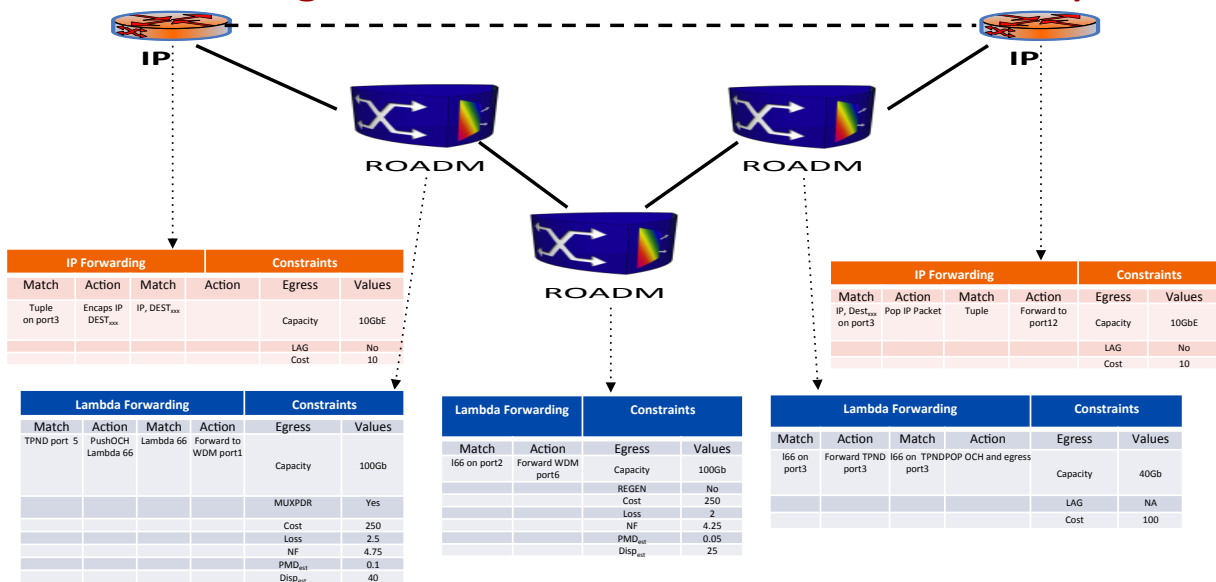 IP
IP
ROADM
ROADM
ROADM
IP Forwarding Constraints
Match Action Match Action Egress Values
Tuple on port3 Encaps IP DESTxxx IP, DESTxxx Capacity 10GbE
LAG No
Cost 10
IP Forwarding Constraints
Match Action Match Action Egress Values
IP, Destxxx on port3 Pop IP Packet Tuple Forward to port12 Capacity 10GbE
LAG No
Cost 10
Lambda Forwarding Constraints
Match Action Match Action Egress Values
TPND port 5 PushOCH Lambda 66 Lambda 66 Forward to WDM port1 Capacity 100Gb
MUXPDR Yes
Cost 250
Loss 2.5
NF 4.75
PMDest 0.1
Dispest 40
Lambda Forwarding Constraints
Match Action Egress Values
l66 on port2 Forward WDM port6 Capacity 100Gb
REGEN No
Cost 250
Loss 2
NF 4.25
PMDest 0.05
Dispest 25
Lambda Forwarding Constraints
Match Action Match Action Egress Values
l66 on port3 Forward TPND port3 l66 on TPND port3 POP OCH and egress Capacity 40Gb
LAG NA
Cost 100